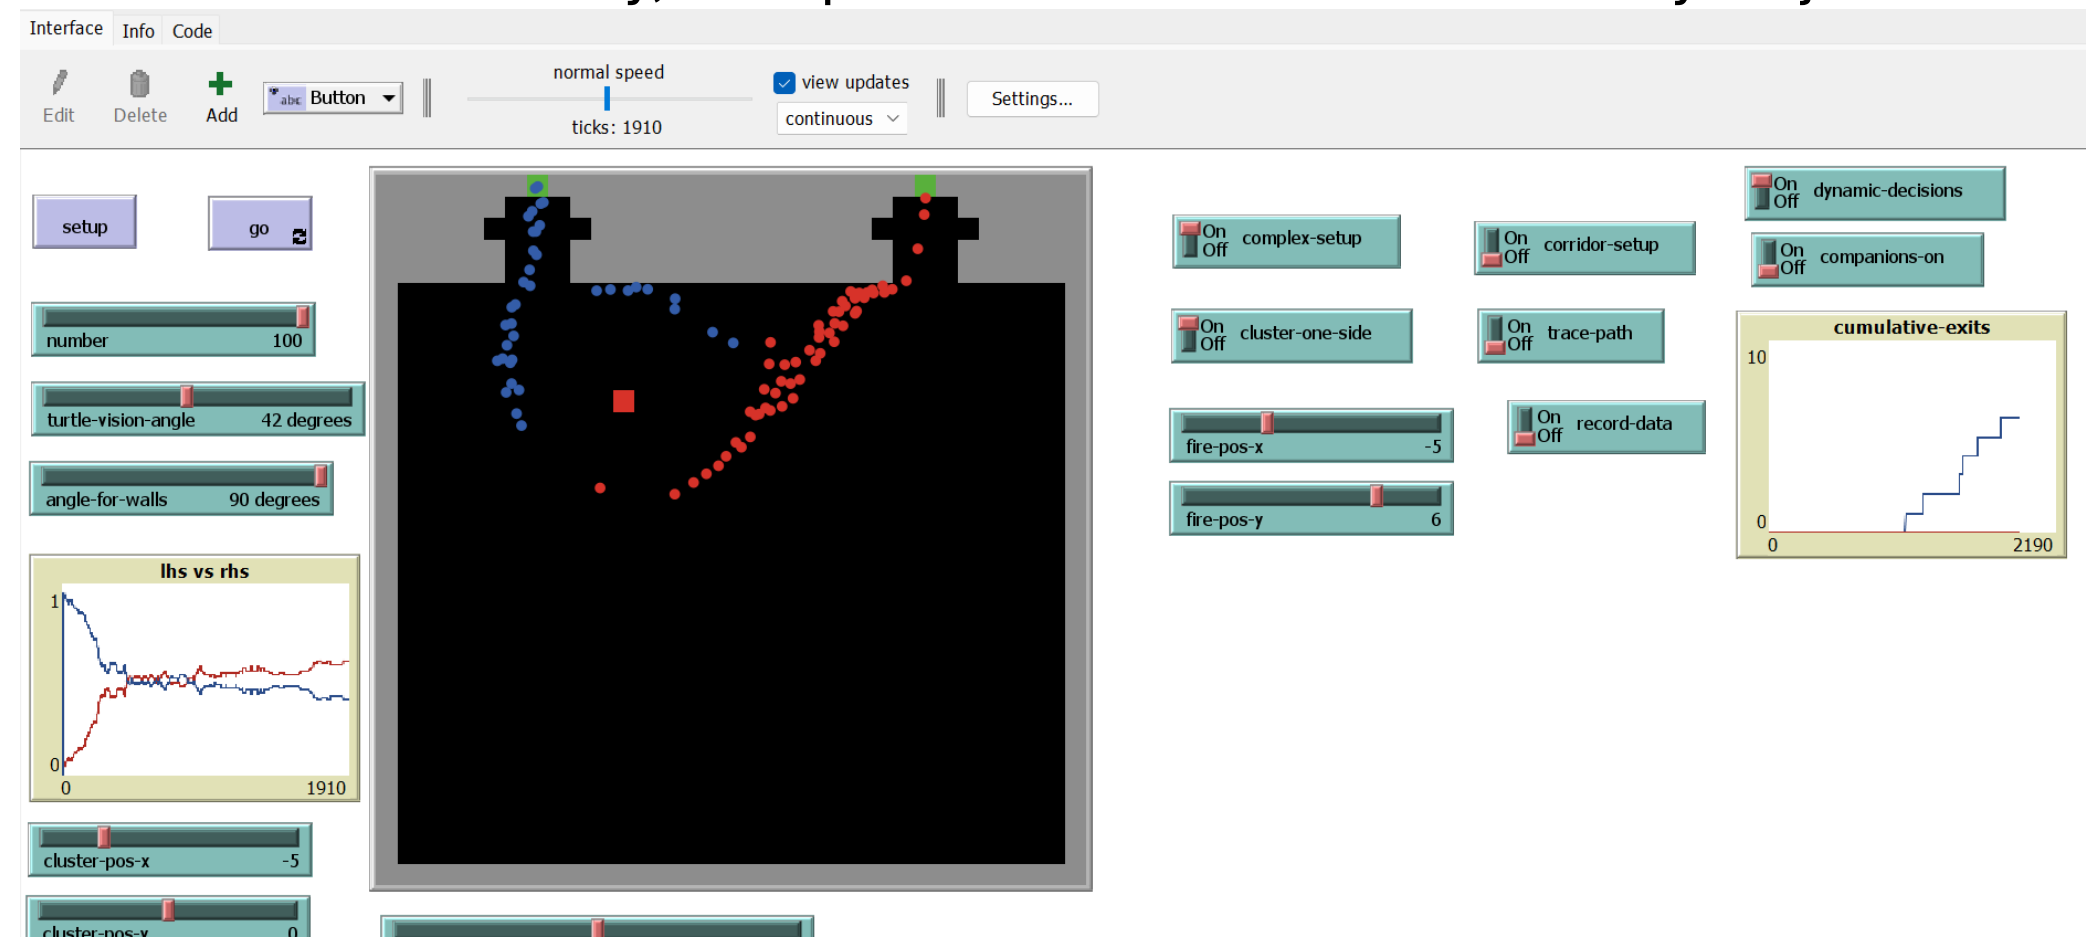 Interface Info Code
Edit
Delete
Add
abc Button
normal speed
ticks: 1910
view updates
continuous
Settings...
setup
go
number 100
turtle-vision-angle 42 degrees
angle-for-walls 90 degrees
lhs vs rhs
1
0
0 1910
cluster-pos-x -5
cluster-pos-y 0
On
Off
complex-setup
On
Off
corridor-setup
On
Off
dynamic-decisions
On
Off
companions-on
On
Off
cluster-one-side
On
Off
trace-path
fire-pos-x -5
On
Off
record-data
fire-pos-y 6
cumulative-exits
10
0
0 2190